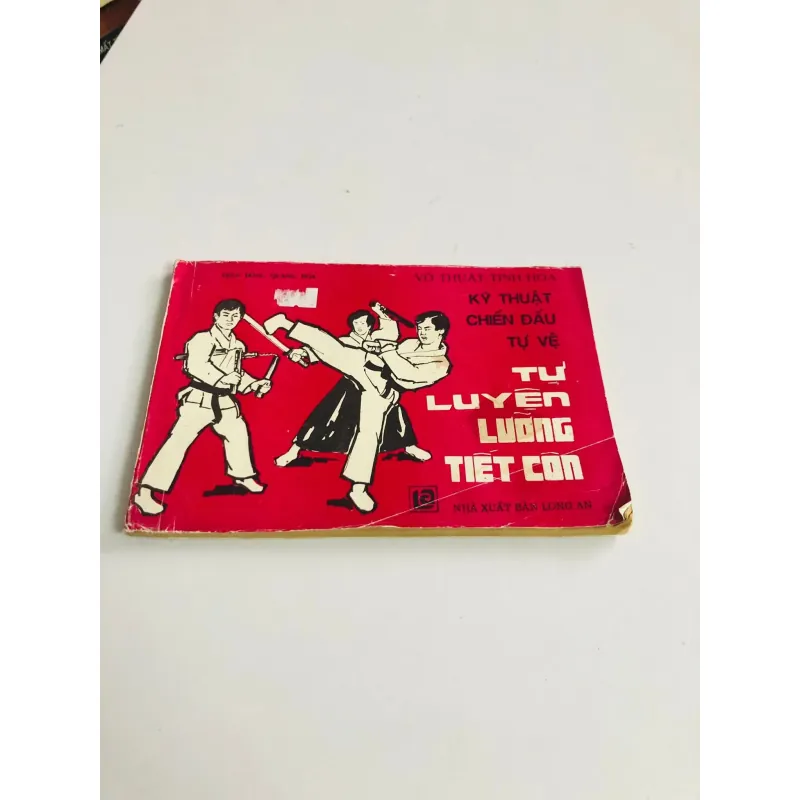 VÕ THUẬT TINH HOA
KỸ THUẬT
CHIẾN ĐẤU
TỰ VỆ
TỰ
LUYỆN
LƯỠNG
TIẾT CÔN
NHÀ XUẤT BẢN LONG AN